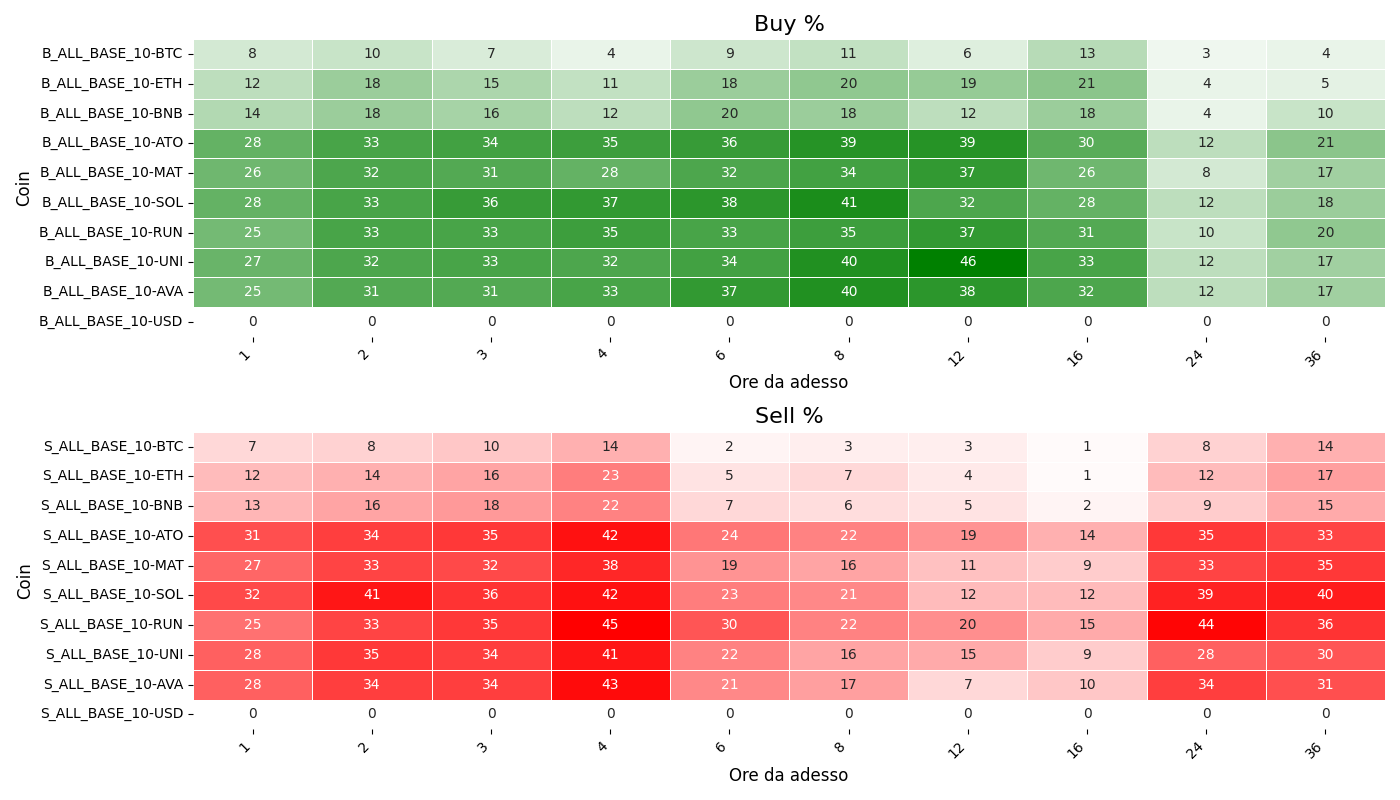 Buy %
Coin
B_ALL_BASE_10-BTC 8 10 7 4 9 11 6 13 3 4
B_ALL_BASE_10-ETH 12 18 15 11 18 20 19 21 4 5
B_ALL_BASE_10-BNB 14 18 16 12 20 18 12 18 4 10
B_ALL_BASE_10-ATO 28 33 34 35 36 39 39 30 12 21
B_ALL_BASE_10-MAT 26 32 31 28 32 34 37 26 8 17
B_ALL_BASE_10-SOL 28 33 36 37 38 41 32 28 12 18
B_ALL_BASE_10-RUN 25 33 33 35 33 35 37 31 10 20
B_ALL_BASE_10-UNI 27 32 33 32 34 40 46 33 12 17
B_ALL_BASE_10-AVA 25 31 31 33 37 40 38 32 12 17
B_ALL_BASE_10-USD 0 0 0 0 0 0 0 0 0 0
1 2 3 4 6 8 12 16 24 36
Ore da adesso
Sell %
Coin
S_ALL_BASE_10-BTC 7 8 10 14 2 3 3 1 8 14
S_ALL_BASE_10-ETH 12 14 16 23 5 7 4 1 12 17
S_ALL_BASE_10-BNB 13 16 18 22 7 6 5 2 9 15
S_ALL_BASE_10-ATO 31 34 35 42 24 22 19 14 35 33
S_ALL_BASE_10-MAT 27 33 32 38 19 16 11 9 33 35
S_ALL_BASE_10-SOL 32 41 36 42 23 21 12 12 39 40
S_ALL_BASE_10-RUN 25 33 35 45 30 22 20 15 44 36
S_ALL_BASE_10-UNI 28 35 34 41 22 16 15 9 28 30
S_ALL_BASE_10-AVA 28 34 34 43 21 17 7 10 34 31
S_ALL_BASE_10-USD 0 0 0 0 0 0 0 0 0 0
1 2 3 4 6 8 12 16 24 36
Ore da adesso